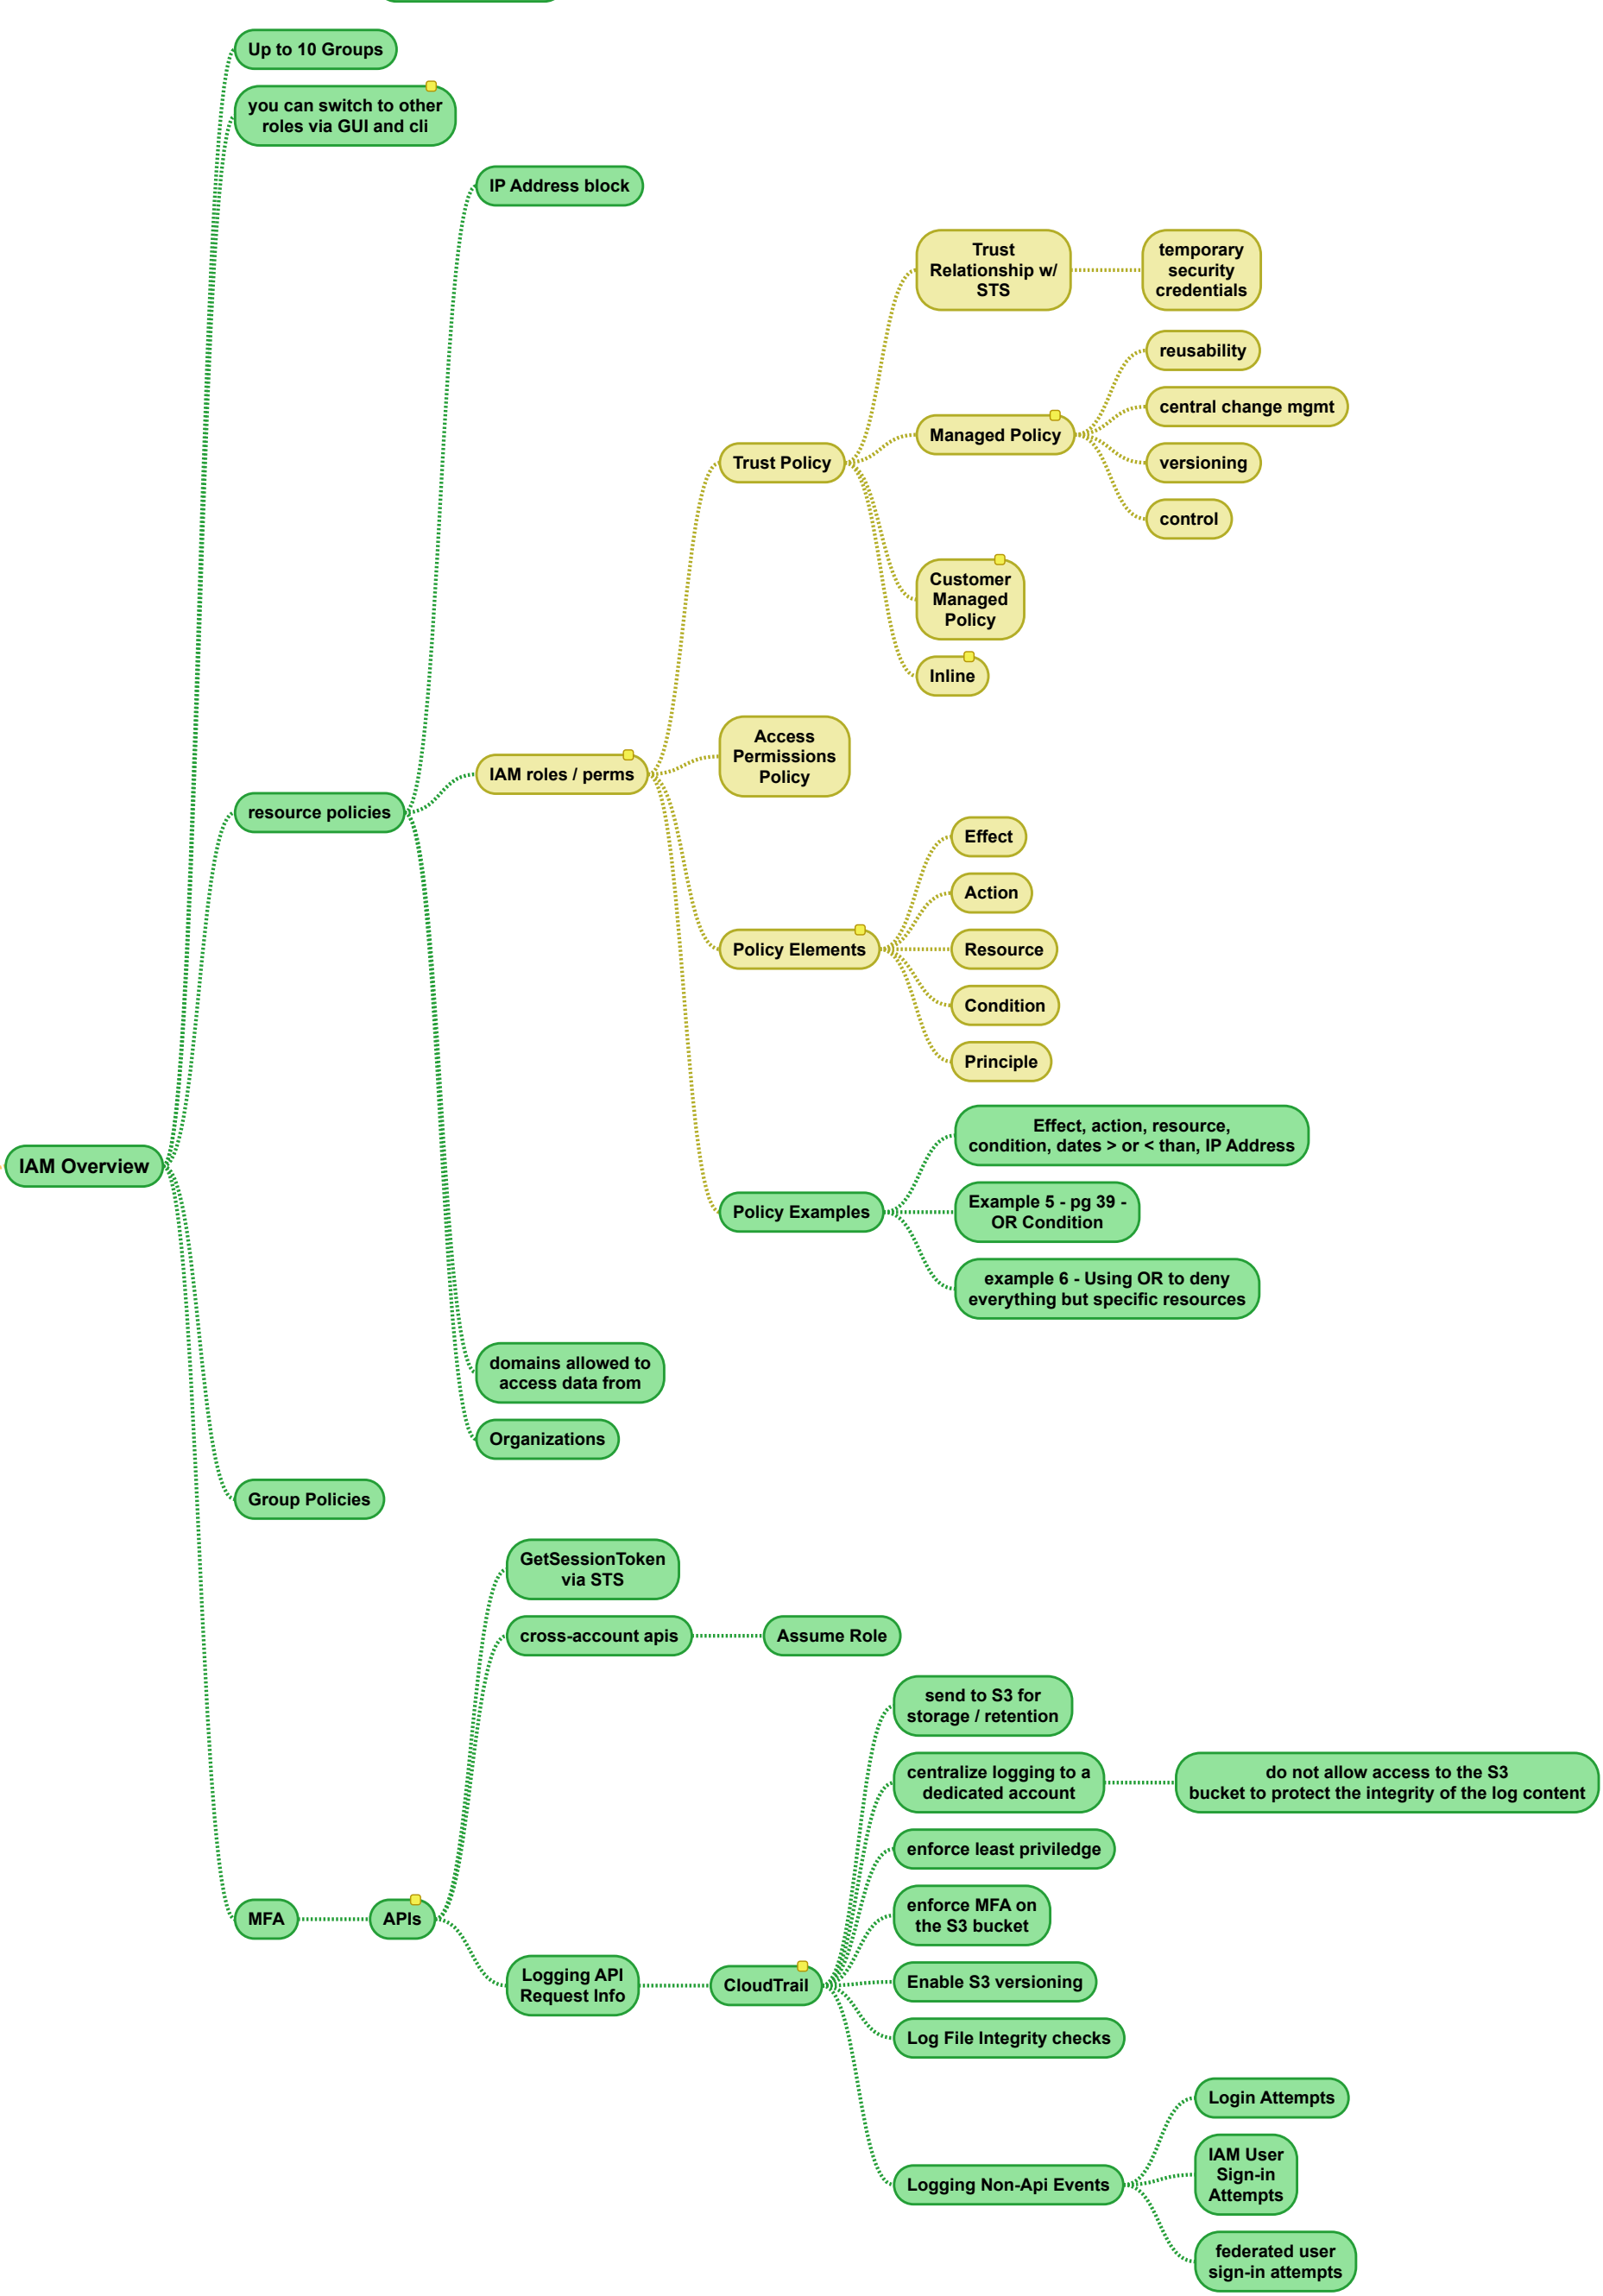 Up to 10 Groups
you can switch to other
roles via GUI and cli
IP Address block
Trust
Relationship w/
STS
temporary
security
credentials
reusability
central change mgmt
Managed Policy
Trust Policy
versioning
control
Customer
Managed
Policy
Inline
Access
Permissions
Policy
IAM roles / perms
resource policies
Effect
Action
Policy Elements
Resource
Condition
Principle
Effect, action, resource,
condition, dates > or < than, IP Address
IAM Overview
Policy Examples
Example 5 - pg 39 -
OR Condition
example 6 - Using OR to deny
everything but specific resources
domains allowed to
access data from
Organizations
Group Policies
GetSessionToken
via STS
cross-account apis
Assume Role
send to S3 for
storage / retention
centralize logging to a
dedicated account
do not allow access to the S3
bucket to protect the integrity of the log content
enforce least priviledge
enforce MFA on
the S3 bucket
MFA
APIs
Logging API
Request Info
CloudTrail
Enable S3 versioning
Log File Integrity checks
Login Attempts
IAM User
Sign-in
Attempts
Logging Non-Api Events
federated user
sign-in attempts